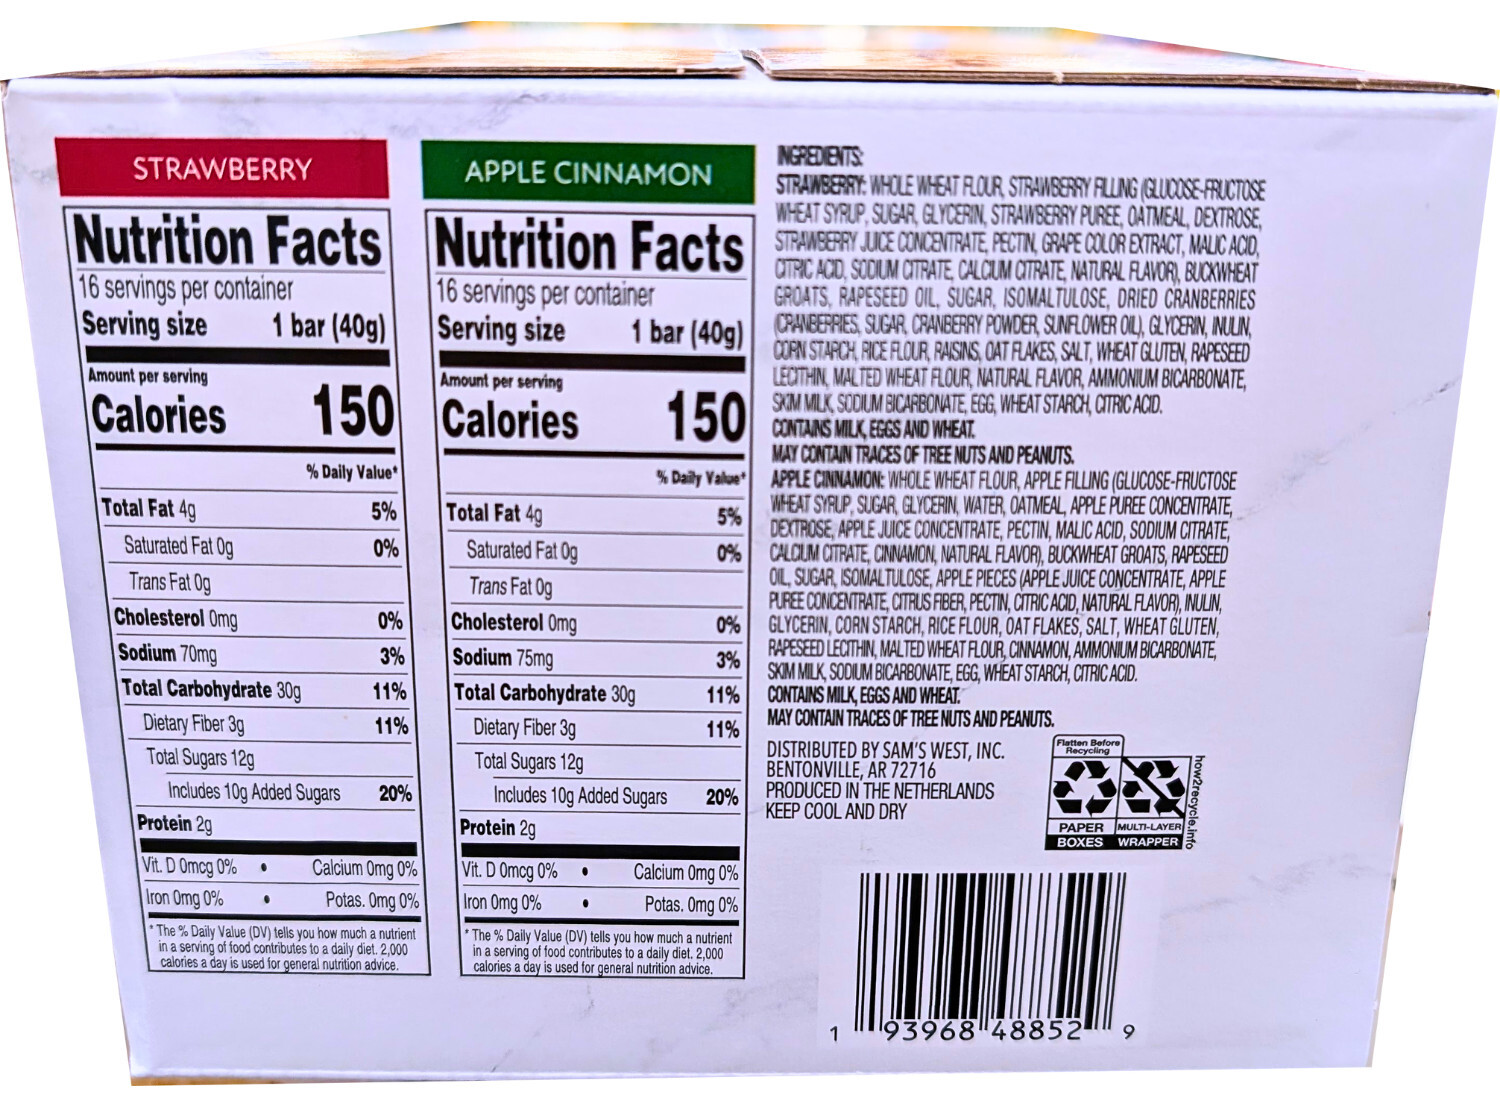 STRAWBERRY
Nutrition Facts
16 servings per container
Serving size 1 bar (40g)
Amount per serving
Calories 150
% Daily Value*
Total Fat 4g 5%
Saturated Fat 0g 0%
Trans Fat 0g
Cholesterol 0mg 0%
Sodium 70mg 3%
Total Carbohydrate 30g 11%
Dietary Fiber 3g 11%
Total Sugars 12g
Includes 10g Added Sugars 20%
Protein 2g
Vit. D 0mcg 0% • Calcium 0mg 0%
Iron 0mg 0% • Potas. 0mg 0%
* The % Daily Value (DV) tells you how much a nutrient
in a serving of food contributes to a daily diet. 2,000
calories a day is used for general nutrition advice.
APPLE CINNAMON
Nutrition Facts
16 servings per container
Serving size 1 bar (40g)
Amount per serving
Calories 150
% Daily Value*
Total Fat 4g 5%
Saturated Fat 0g 0%
Trans Fat 0g
Cholesterol 0mg 0%
Sodium 75mg 3%
Total Carbohydrate 30g 11%
Dietary Fiber 3g 11%
Total Sugars 12g
Includes 10g Added Sugars 20%
Protein 2g
Vit. D 0mcg 0% • Calcium 0mg 0%
Iron 0mg 0% • Potas. 0mg 0%
* The % Daily Value (DV) tells you how much a nutrient
in a serving of food contributes to a daily diet. 2,000
calories a day is used for general nutrition advice.
INGREDIENTS:
STRAWBERRY: WHOLE WHEAT FLOUR, STRAWBERRY FILLING (GLUCOSE-FRUCTOSE
WHEAT SYRUP, SUGAR, GLYCERIN, STRAWBERRY PUREE, OATMEAL, DEXTROSE,
STRAWBERRY JUICE CONCENTRATE, PECTIN, GRAPE COLOR EXTRACT, MALIC ACID,
CITRIC ACID, SODIUM CITRATE, CALCIUM CITRATE, NATURAL FLAVOR), BUCKWHEAT
GROATS, RAPESEED OIL, SUGAR, ISOMALTULOSE, DRIED CRANBERRIES
(CRANBERRIES, SUGAR, CRANBERRY POWDER, SUNFLOWER OIL), GLYCERIN, INULIN,
CORN STARCH, RICE FLOUR, RAISINS, OAT FLAKES, SALT, WHEAT GLUTEN, RAPESEED
LECITHIN, MALTED WHEAT FLOUR, NATURAL FLAVOR, AMMONIUM BICARBONATE,
SKIM MILK, SODIUM BICARBONATE, EGG, WHEAT STARCH, CITRIC ACID.
CONTAINS MILK, EGGS AND WHEAT.
MAY CONTAIN TRACES OF TREE NUTS AND PEANUTS.
APPLE CINNAMON: WHOLE WHEAT FLOUR, APPLE FILLING (GLUCOSE-FRUCTOSE
WHEAT SYRUP, SUGAR, GLYCERIN, WATER, OATMEAL, APPLE PUREE CONCENTRATE,
DEXTROSE, APPLE JUICE CONCENTRATE, PECTIN, MALIC ACID, SODIUM CITRATE,
CALCIUM CITRATE, CINNAMON, NATURAL FLAVOR), BUCKWHEAT GROATS, RAPESEED
OIL, SUGAR, ISOMALTULOSE, APPLE PIECES (APPLE JUICE CONCENTRATE, APPLE
PUREE CONCENTRATE, CITRUS FIBER, PECTIN, CITRIC ACID, NATURAL FLAVOR), INULIN,
GLYCERIN, CORN STARCH, RICE FLOUR, OAT FLAKES, SALT, WHEAT GLUTEN,
RAPESEED LECITHIN, MALTED WHEAT FLOUR, CINNAMON, AMMONIUM BICARBONATE,
SKIM MILK, SODIUM BICARBONATE, EGG, WHEAT STARCH, CITRIC ACID.
CONTAINS MILK, EGGS AND WHEAT.
MAY CONTAIN TRACES OF TREE NUTS AND PEANUTS.
DISTRIBUTED BY SAM'S WEST, INC.
BENTONVILLE, AR 72716
PRODUCED IN THE NETHERLANDS
KEEP COOL AND DRY
Flatten Before
Recycling
PAPER MULTI-LAYER
BOXES WRAPPER
how2recycle.info
1 93968 48852 9